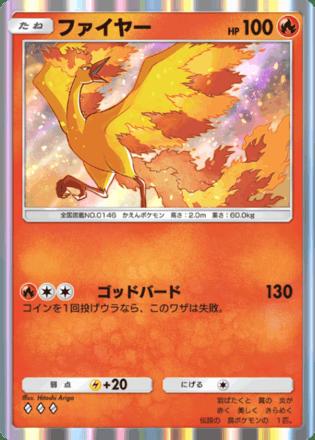 たね ファイヤー HP 100
全国図鑑NO.0146 かえんポケモン 高さ：2.0m 重さ：60.0kg
ゴッドバード 130
コインを1回投げウラなら、このワザは失敗。
弱点 +20 にげる
Illus. Hitoshi Ariga
羽ばたくと 翼の 炎が
赤く 美しく きらめく
伝説の 鳥ポケモンの 1匹。